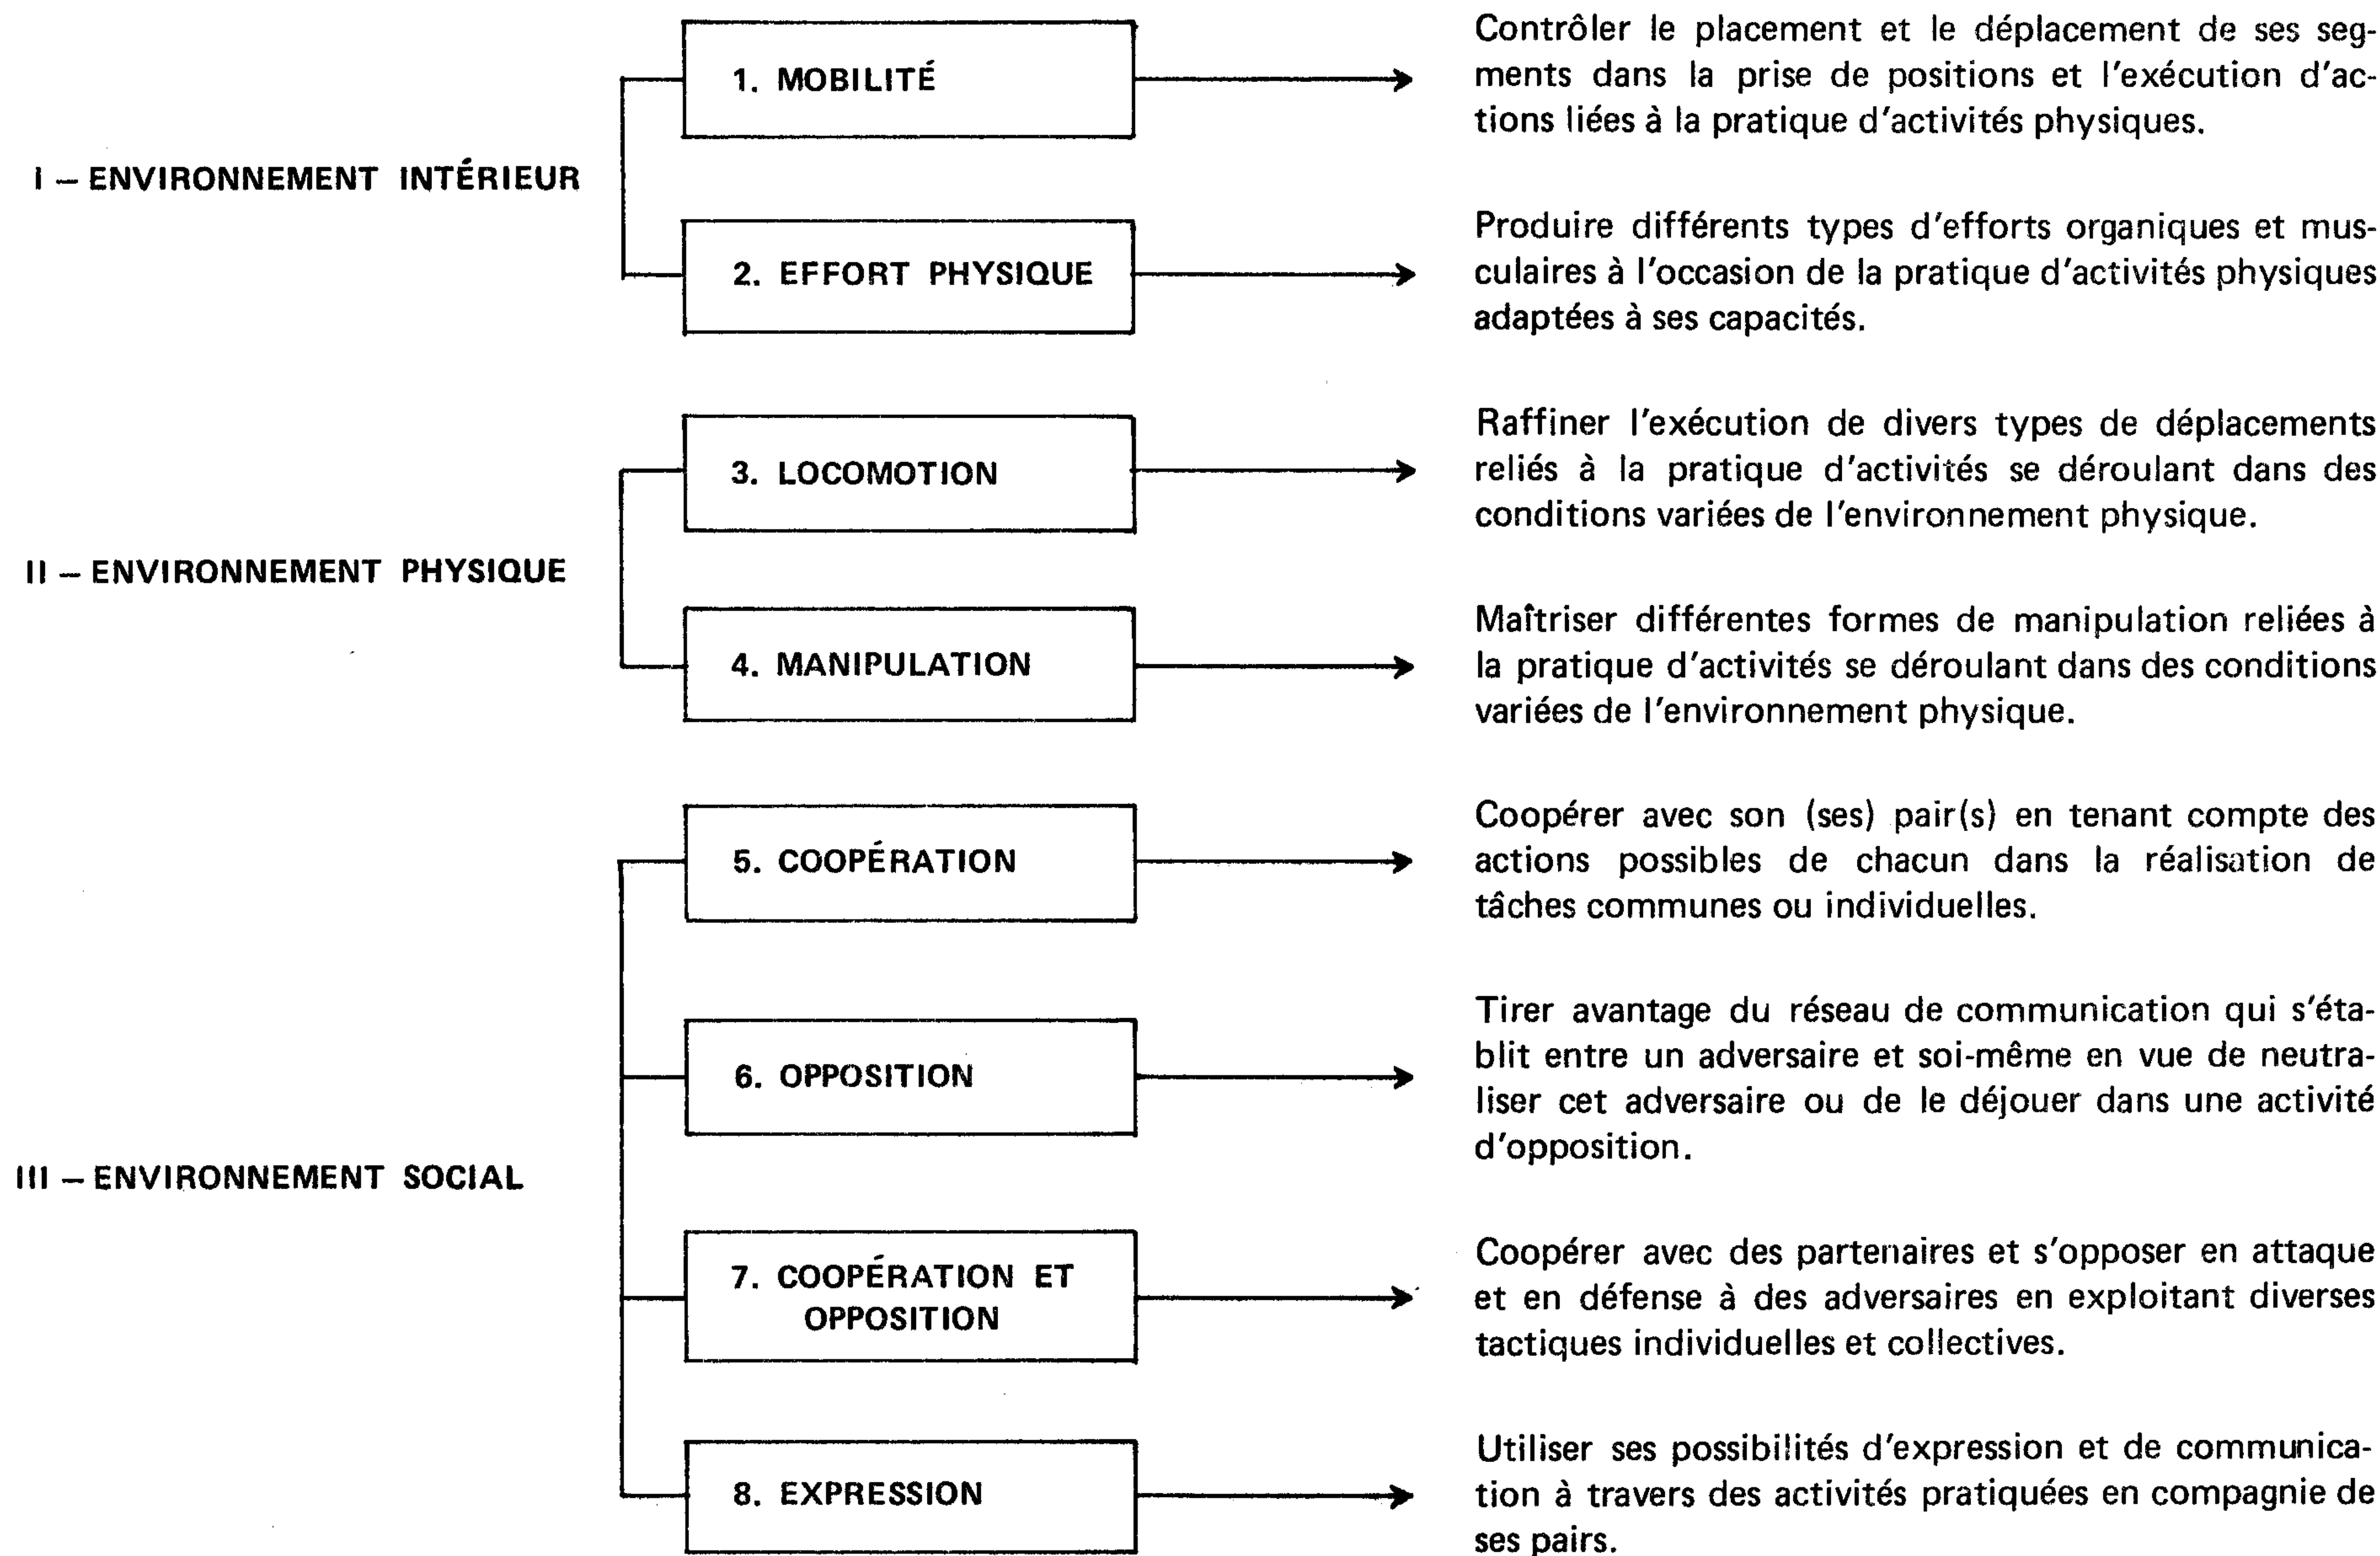 I – ENVIRONNEMENT INTÉRIEUR
1. MOBILITÉ
Contrôler le placement et le déplacement de ses seg-
ments dans la prise de positions et l'exécution d'ac-
tions liées à la pratique d'activités physiques.
2. EFFORT PHYSIQUE
Produire différents types d'efforts organiques et mus-
culaires à l'occasion de la pratique d'activités physiques
adaptées à ses capacités.
II – ENVIRONNEMENT PHYSIQUE
3. LOCOMOTION
Raffiner l'exécution de divers types de déplacements
reliés à la pratique d'activités se déroulant dans des
conditions variées de l'environnement physique.
4. MANIPULATION
Maîtriser différentes formes de manipulation reliées à
la pratique d'activités se déroulant dans des conditions
variées de l'environnement physique.
III – ENVIRONNEMENT SOCIAL
5. COOPÉRATION
Coopérer avec son (ses) pair(s) en tenant compte des
actions possibles de chacun dans la réalisation de
tâches communes ou individuelles.
6. OPPOSITION
Tirer avantage du réseau de communication qui s'éta-
blit entre un adversaire et soi-même en vue de neutra-
liser cet adversaire ou de le déjouer dans une activité
d'opposition.
7. COOPÉRATION ET
OPPOSITION
Coopérer avec des partenaires et s'opposer en attaque
et en défense à des adversaires en exploitant diverses
tactiques individuelles et collectives.
8. EXPRESSION
Utiliser ses possibilités d'expression et de communica-
tion à travers des activités pratiquées en compagnie de
ses pairs.